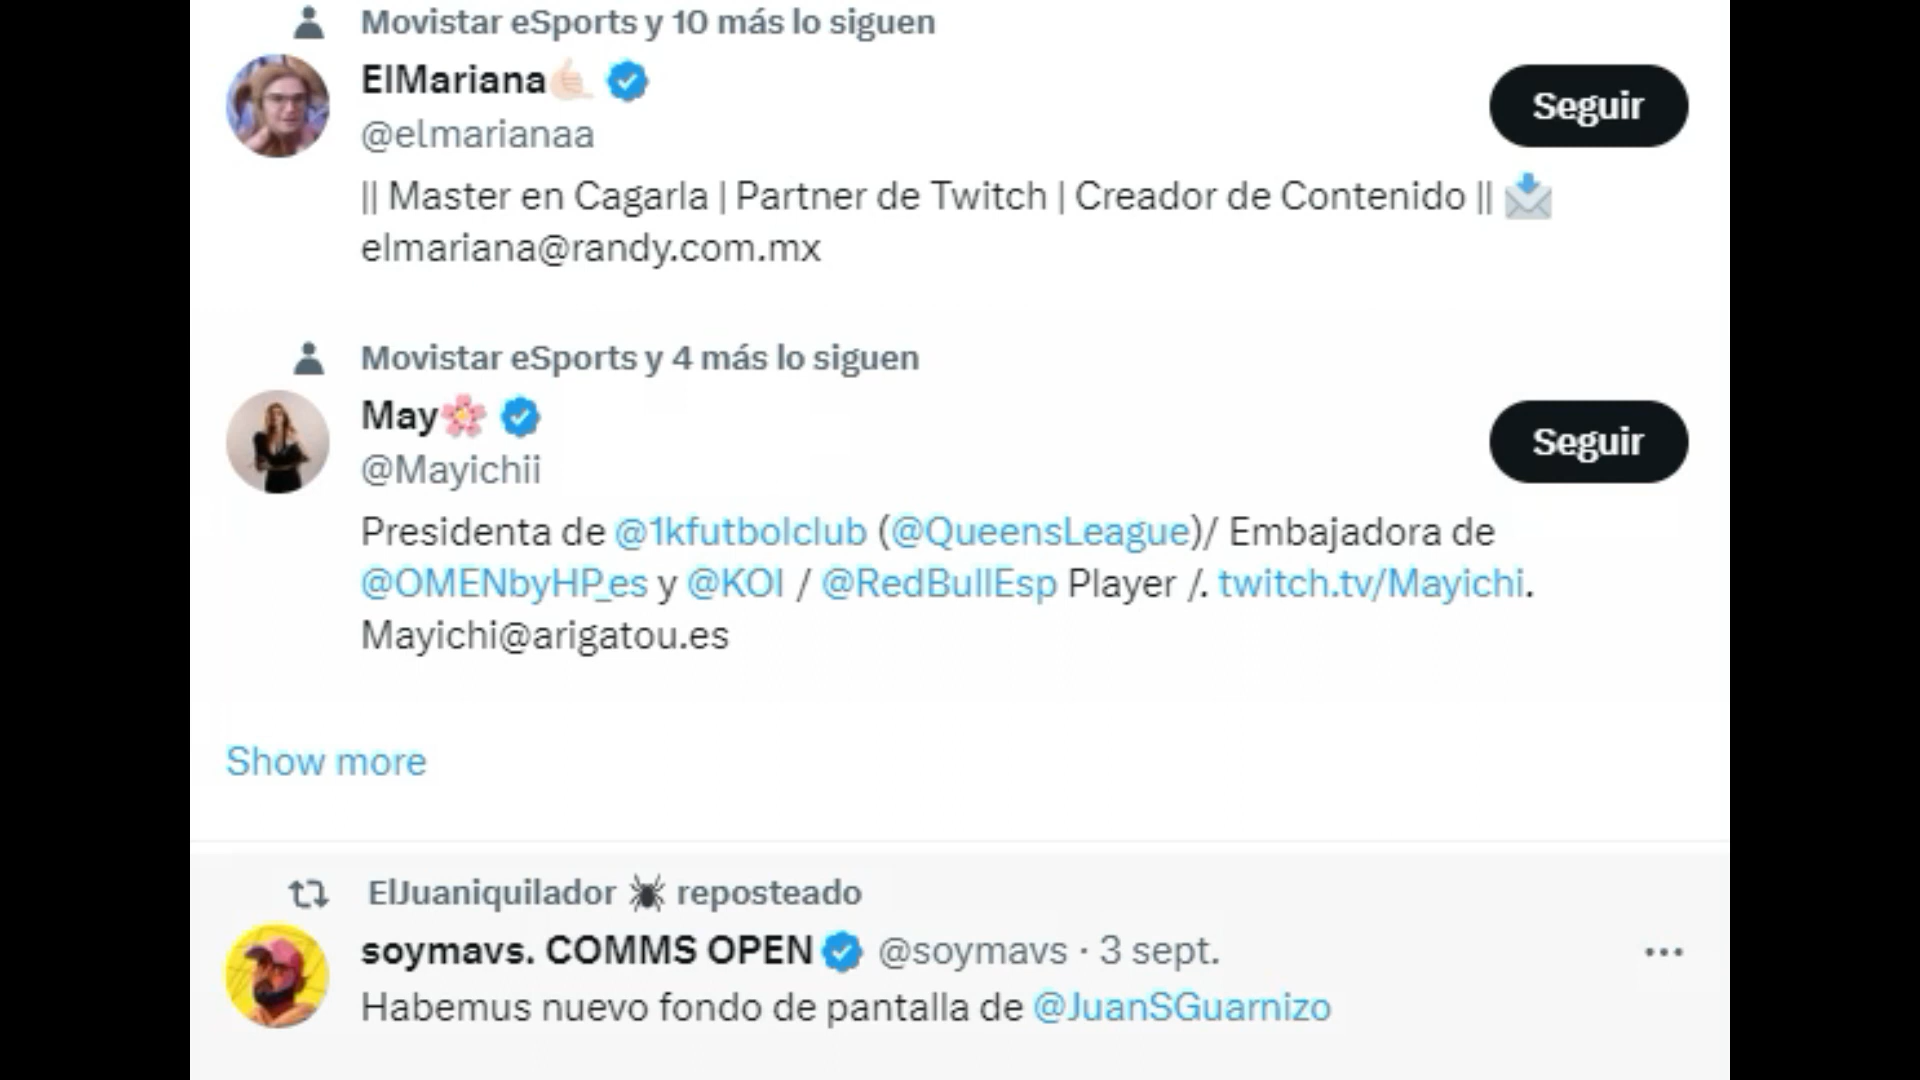 Movistar eSports y 10 más lo siguen
ElMariana🤙🏻
@elmarianaa
Seguir
|| Master en Cagarla | Partner de Twitch | Creador de Contenido || 📩
elmariana@randy.com.mx
Movistar eSports y 4 más lo siguen
May🌸
@Mayichii
Seguir
Presidenta de @1kfutbolclub (@QueensLeague)/ Embajadora de
@OMENbyHP_es y @KOI / @RedBullEsp Player /. twitch.tv/Mayichi.
Mayichi@arigatou.es
Show more
ElJuaniquilador 🕷 reposteado
soymavs. COMMS OPEN @soymavs · 3 sept.
Habemus nuevo fondo de pantalla de @JuanSGuarnizo